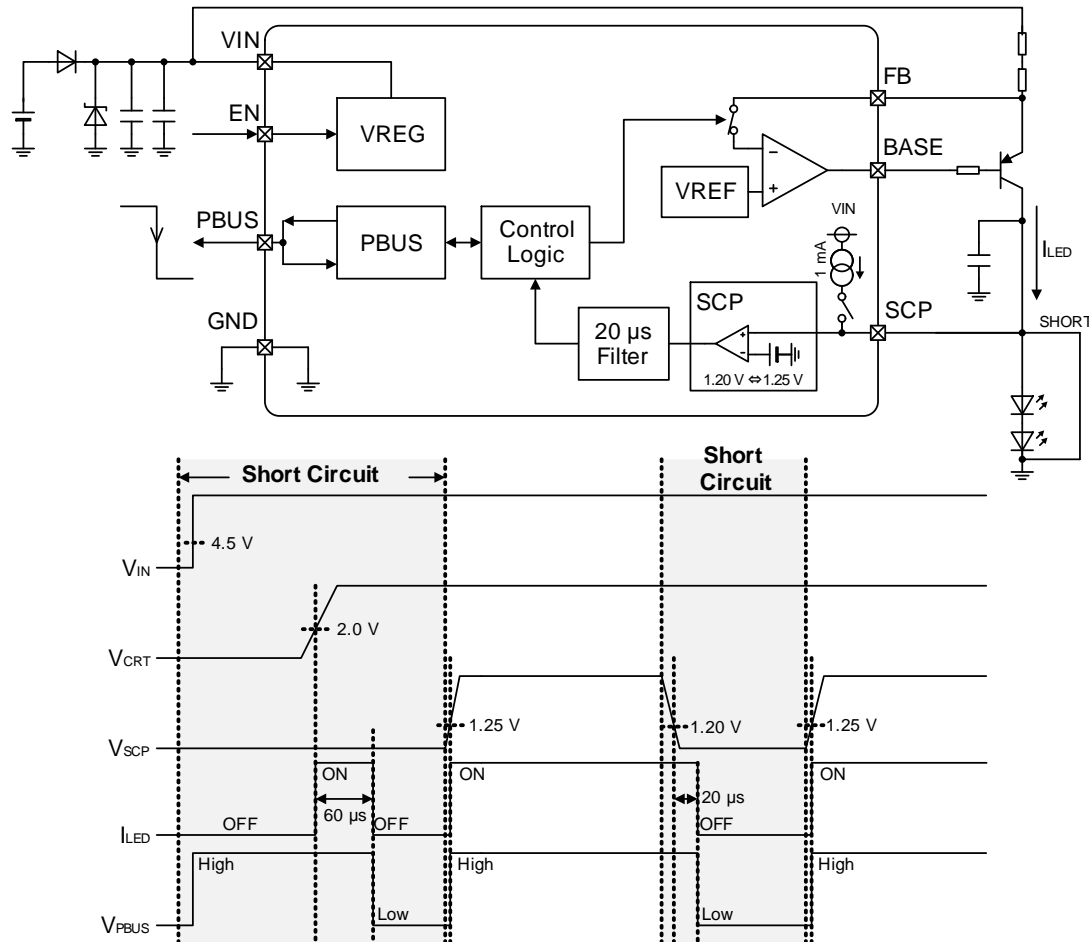 VIN
FB
EN
VREG
BASE
VREF
−
+
VIN
PBUS
PBUS
Control
Logic
1 mA
ILED
SCP
SCP
SHORT
GND
20 µs
Filter
+
−
1.20 V ⇔1.25 V
Short Circuit
Short
Circuit
4.5 V
VIN
2.0 V
VCRT
1.25 V
1.20 V
1.25 V
VSCP
ON
ON
ON
60 µs
20 µs
OFF
OFF
OFF
ILED
High
High
High
Low
Low
VPBUS